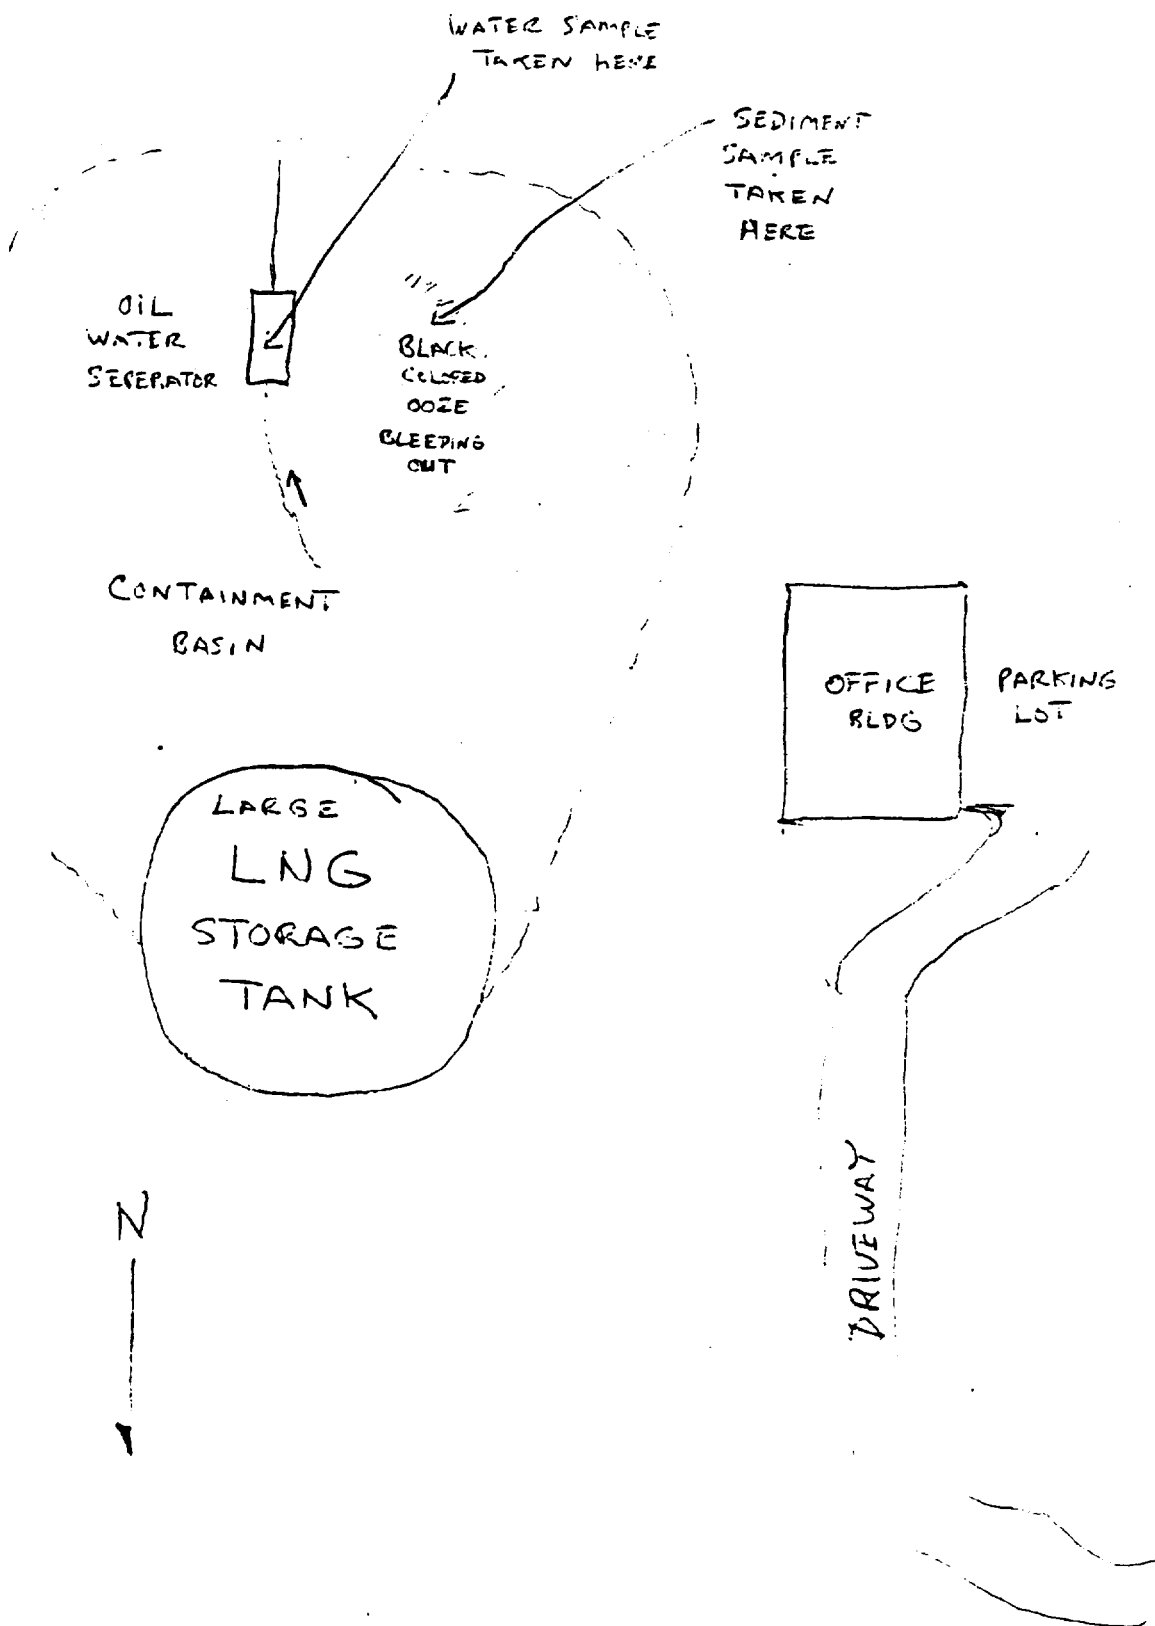 WATER SAMPLE
TAKEN HERE
SEDIMENT
SAMPLE
TAKEN
HERE
OIL
WATER
SEPERATOR
BLACK
COLORED
OOZE
BLEEDING
OUT
CONTAINMENT
BASIN
OFFICE
BLDG
PARKING
LOT
LARGE
LNG
STORAGE
TANK
N
DRIVEWAY